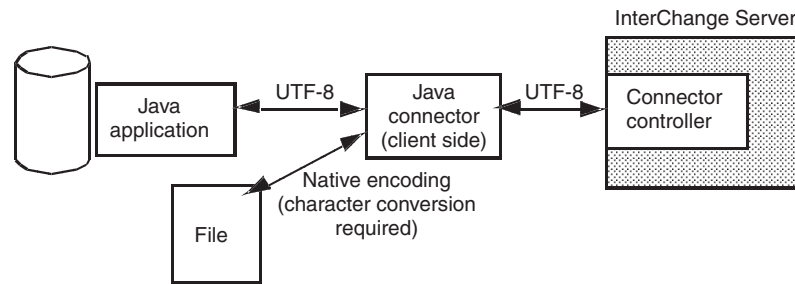 InterChange Server
Java
application
UTF-8
Java
connector
(client side)
UTF-8
Connector
controller
Native encoding
(character conversion
required)
File